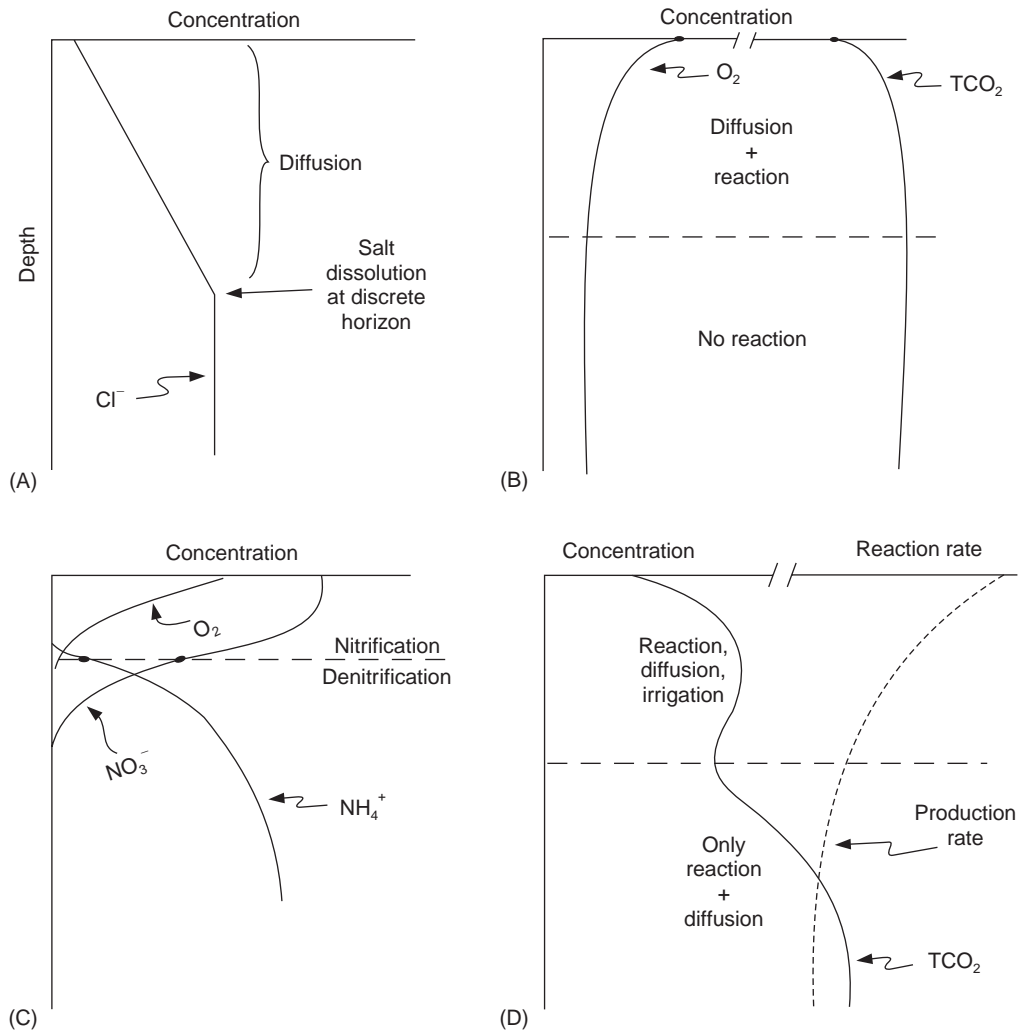 Concentration
Depth
Diffusion
Salt
dissolution
at discrete
horizon
Cl⁻
(A)
Concentration
O₂
TCO₂
Diffusion
+
reaction
No reaction
(B)
Concentration
O₂
Nitrification
Denitrification
NO₃⁻
NH₄⁺
(C)
Concentration
Reaction rate
Reaction,
diffusion,
irrigation
Production
rate
Only
reaction
+
diffusion
TCO₂
(D)